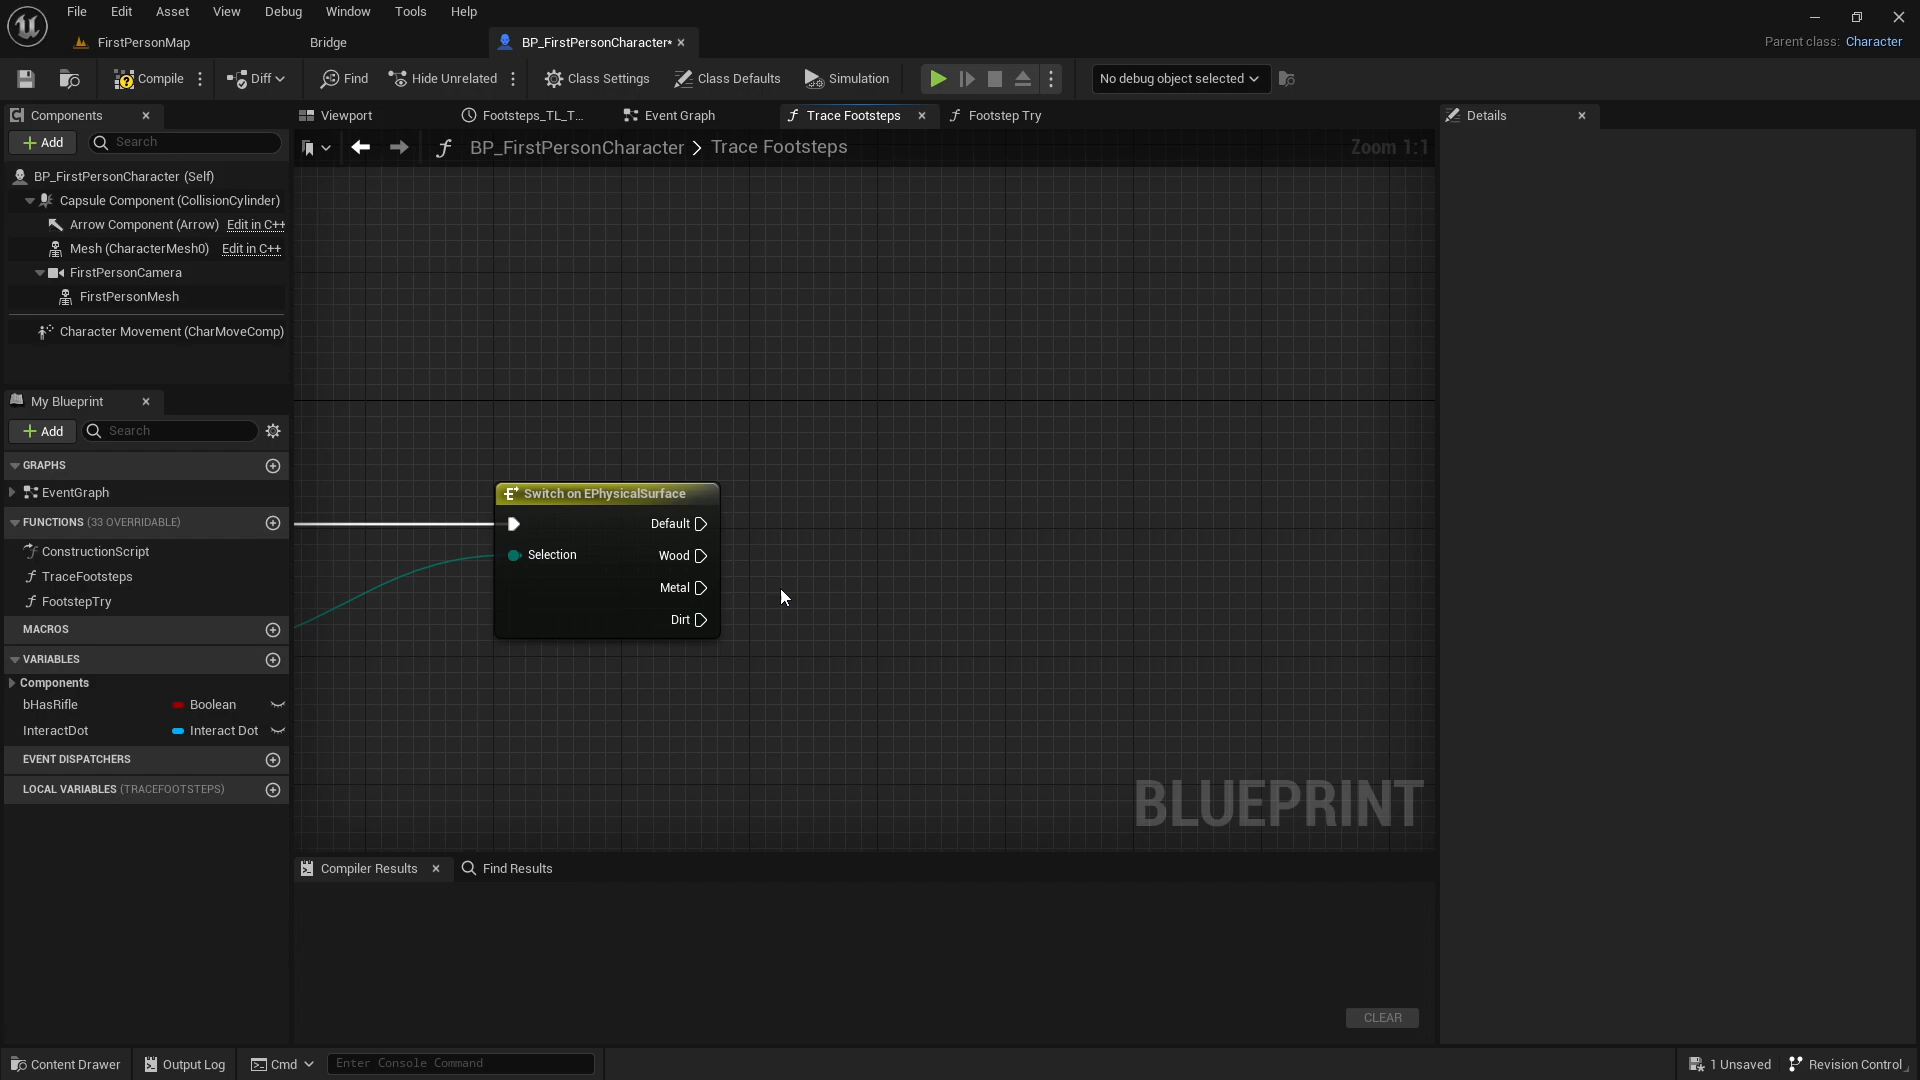 File Edit Asset View Debug Window Tools Help
FirstPersonMap Bridge BP_FirstPersonCharacter* Parent class: Character
Compile Diff Find Hide Unrelated Class Settings Class Defaults Simulation No debug object selected
Components Viewport Footsteps_TL_T... Event Graph Trace Footsteps Footstep Try Details
Add Search BP_FirstPersonCharacter > Trace Footsteps Zoom 1:1
BP_FirstPersonCharacter (Self)
Capsule Component (CollisionCylinder)
Arrow Component (Arrow) Edit in C++
Mesh (CharacterMesh0) Edit in C++
FirstPersonCamera
FirstPersonMesh
Character Movement (CharMoveComp)
My Blueprint
Add Search
GRAPHS
EventGraph
FUNCTIONS (33 OVERRIDABLE)
ConstructionScript
TraceFootsteps
FootstepTry
MACROS
VARIABLES
Components
bHasRifle Boolean
InteractDot Interact Dot
EVENT DISPATCHERS
LOCAL VARIABLES (TRACEFOOTSTEPS)
Switch on EPhysicalSurface
Default
Selection Wood
Metal
Dirt
BLUEPRINT
Compiler Results Find Results
CLEAR
Content Drawer Output Log Cmd Enter Console Command 1 Unsaved Revision Control